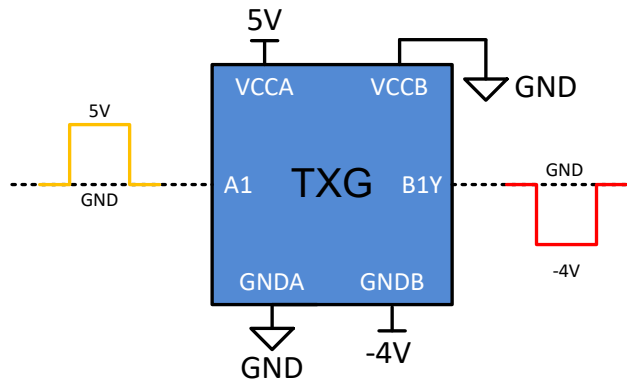 5V
VCCA
VCCB
GND
5V
GND
A1
TXG
B1Y
GND
-4V
GNDA
GNDB
GND
-4V